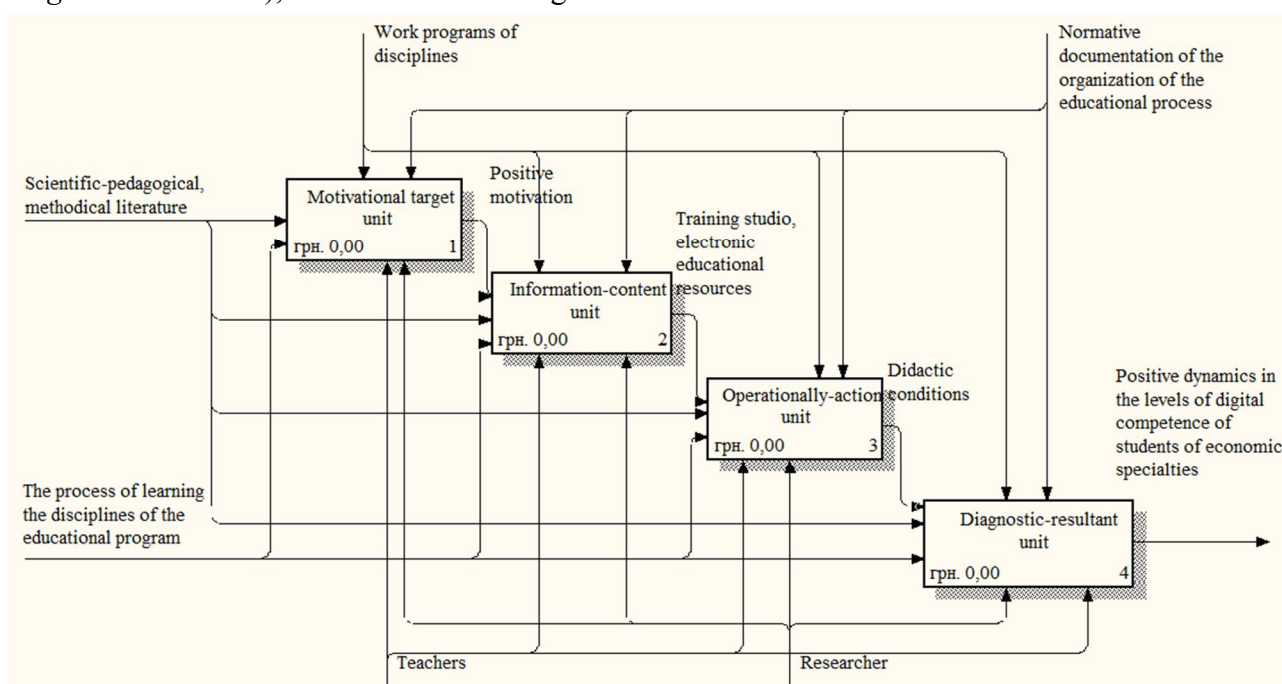 Work programs of
disciplines
Normative
documentation of the
organization of the
educational process
Scientific-pedagogical,
methodical literature
Motivational target
unit
грн. 0,00 1
Positive
motivation
Information-content
unit
грн. 0,00 2
Training studio,
electronic
educational
resources
Operationally-action
unit
грн. 0,00 3
Didactic
conditions
Positive dynamics in
the levels of digital
competence of
students of economic
specialties
The process of learning
the disciplines of the
educational program
Diagnostic-resultant
unit
грн. 0,00 4
Teachers
Researcher